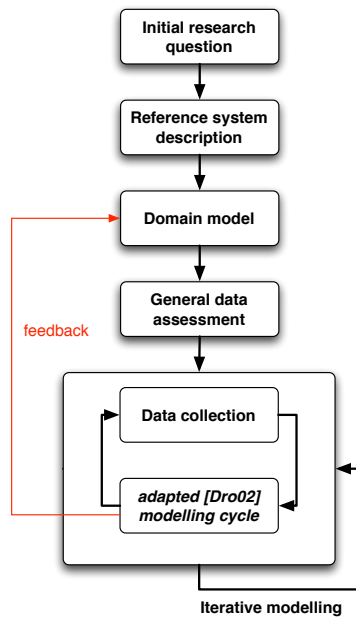 Initial research
question
Reference system
description
Domain model
General data
assessment
feedback
Data collection
adapted [Dro02]
modelling cycle
Iterative modelling